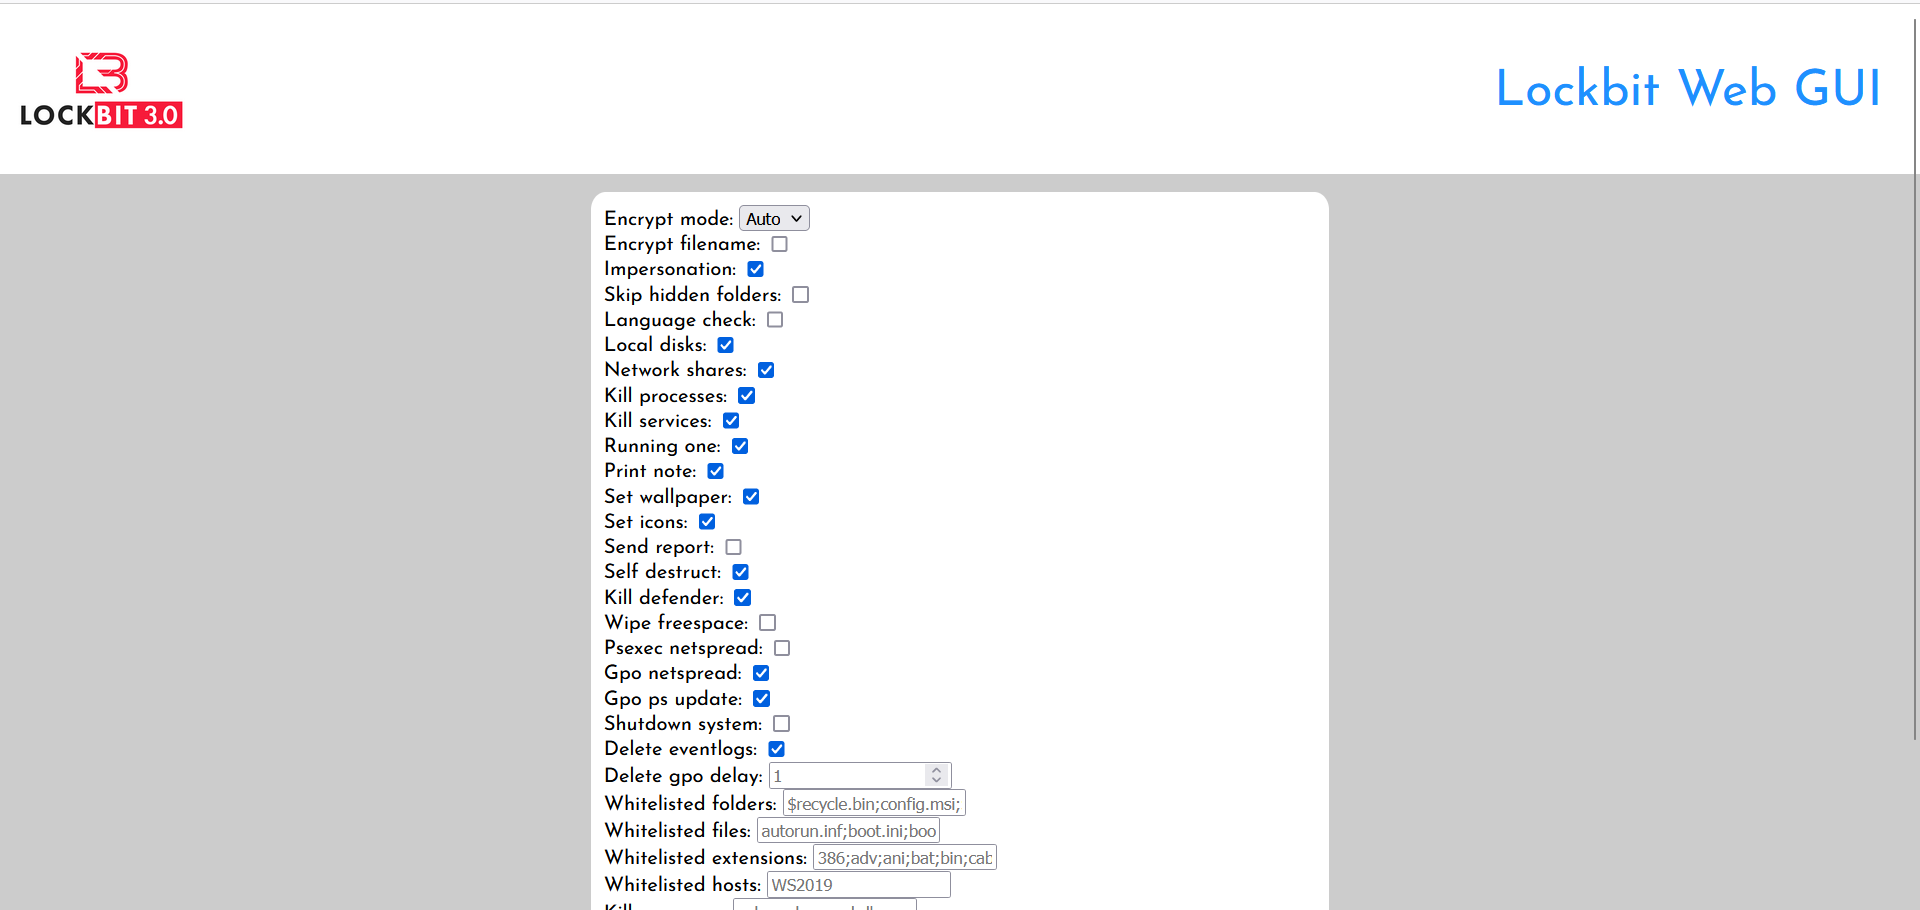 LOCKBIT 3.0
Lockbit Web GUI
Encrypt mode: Auto
Encrypt filename:
Impersonation:
Skip hidden folders:
Language check:
Local disks:
Network shares:
Kill processes:
Kill services:
Running one:
Print note:
Set wallpaper:
Set icons:
Send report:
Self destruct:
Kill defender:
Wipe freespace:
Psexec netspread:
Gpo netspread:
Gpo ps update:
Shutdown system:
Delete eventlogs:
Delete gpo delay: 1
Whitelisted folders: $recycle.bin;config.msi;
Whitelisted files: autorun.inf;boot.ini;boo
Whitelisted extensions: 386;adv;ani;bat;bin;cab
Whitelisted hosts: WS2019